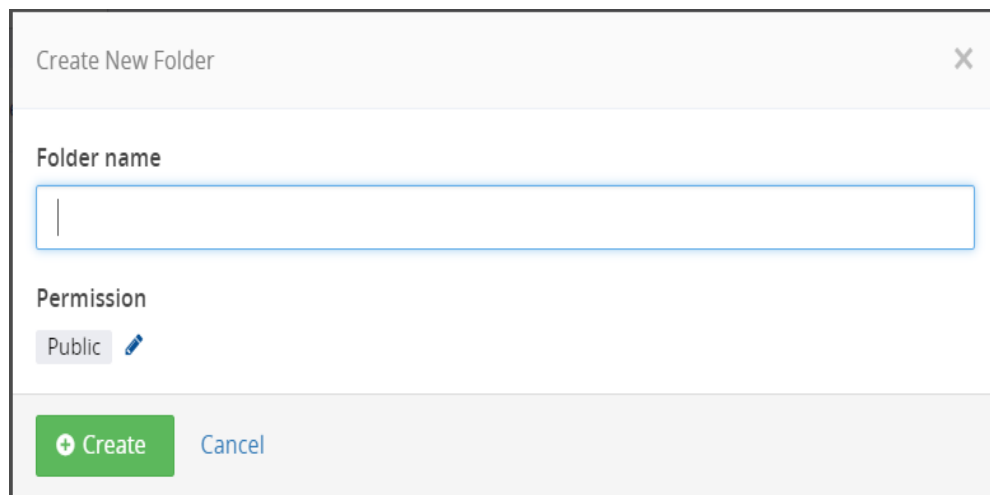 Create New Folder
Folder name
Permission
Public
Create Cancel